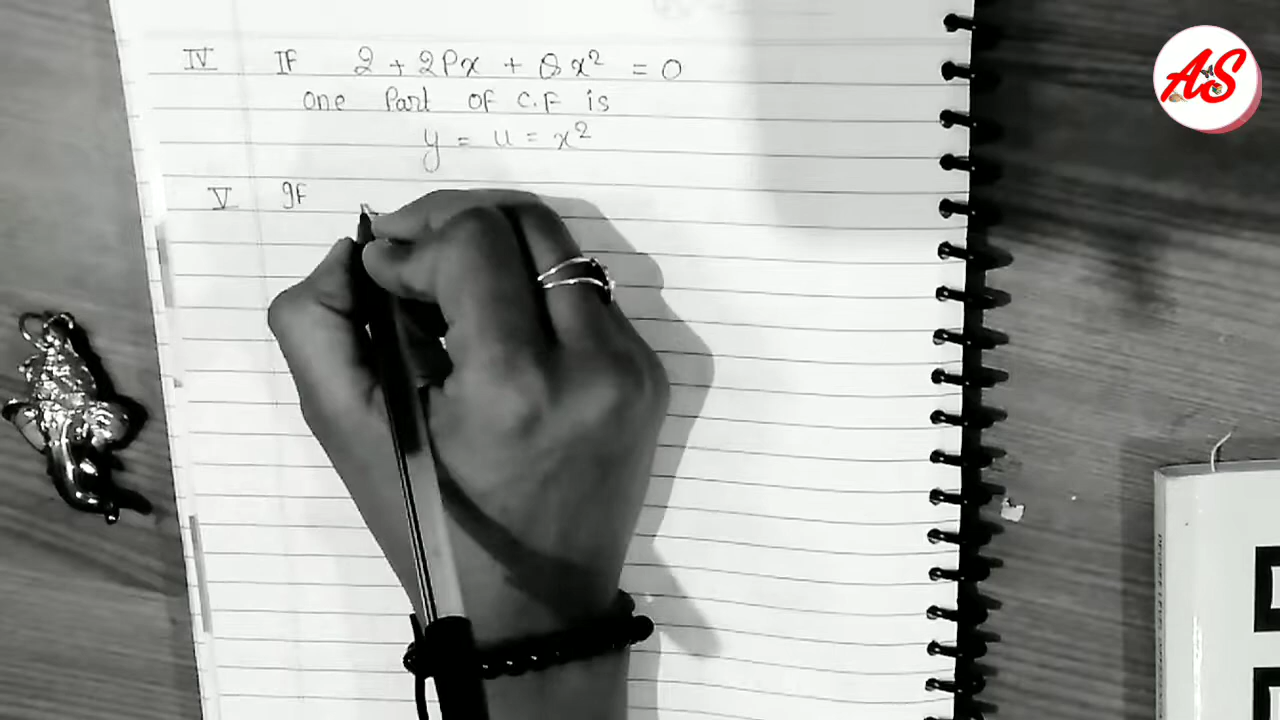 IV IF 2 + 2Px + Qx² = 0
one Part of C.F is
y = u = x²
V IF
AS